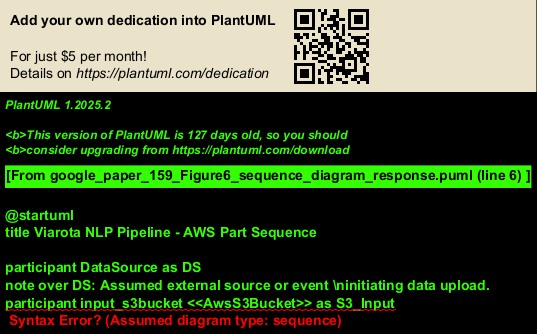 Add your own dedication into PlantUML
For just $5 per month!
Details on https://plantuml.com/dedication
PlantUML 1.2025.2
<b>This version of PlantUML is 127 days old, so you should
<b>consider upgrading from https://plantuml.com/download
[From google_paper_159_Figure6_sequence_diagram_response.puml (line 6) ]
@startuml
title Viarota NLP Pipeline - AWS Part Sequence
participant DataSource as DS
note over DS: Assumed external source or event \ninitiating data upload.
participant input_s3bucket <<AwsS3Bucket>> as S3_Input
Syntax Error? (Assumed diagram type: sequence)